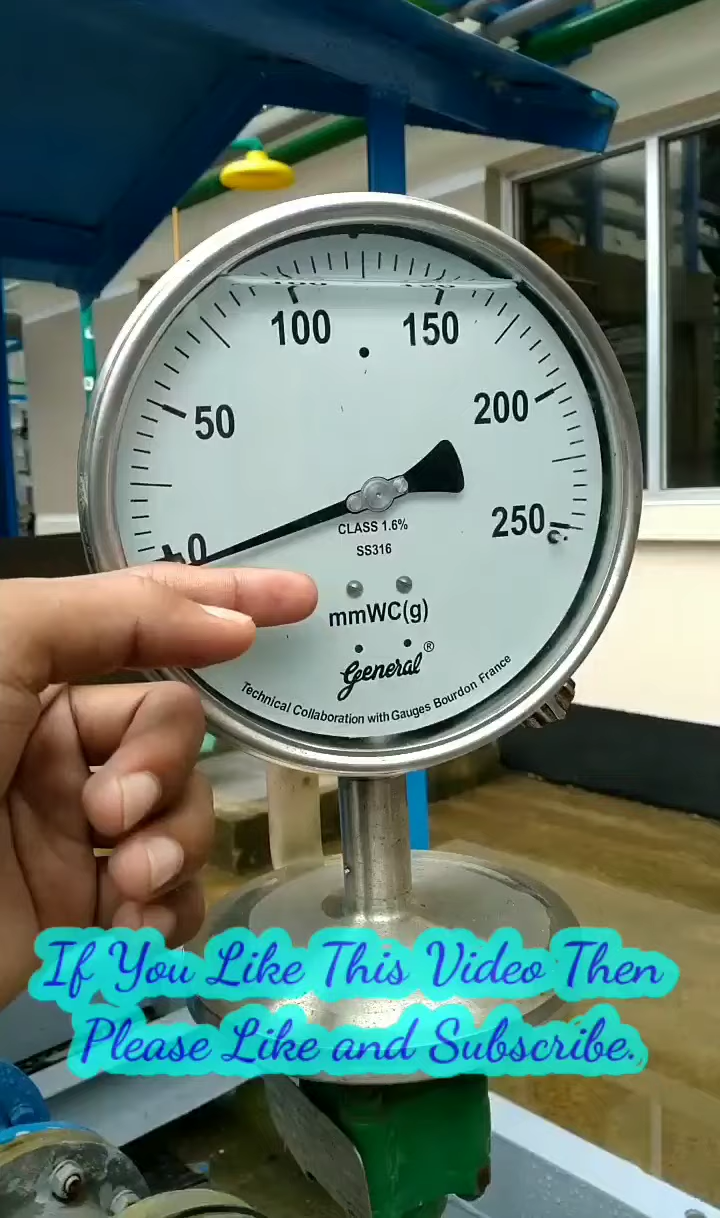 100 150
50 200
0 250
CLASS 1.6%
SS316
mmWC(g)
General®
Technical Collaboration with Gauges Bourdon France
If You Like This Video Then
Please Like and Subscribe.